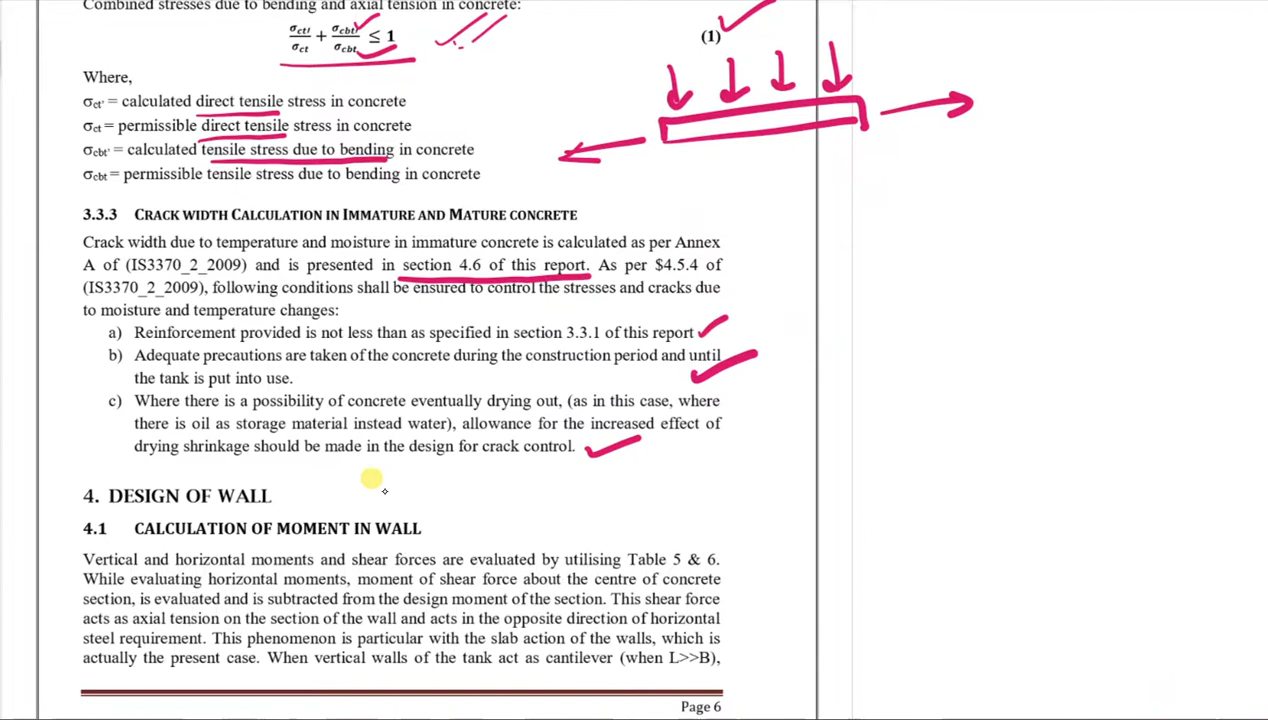 Combined stresses due to bending and axial tension in concrete:
σct′/σct + σcbt′/σcbt ≤ 1 (1)
Where,
σct′ = calculated direct tensile stress in concrete
σct = permissible direct tensile stress in concrete
σcbt′ = calculated tensile stress due to bending in concrete
σcbt = permissible tensile stress due to bending in concrete
3.3.3 CRACK WIDTH CALCULATION IN IMMATURE AND MATURE CONCRETE
Crack width due to temperature and moisture in immature concrete is calculated as per Annex
A of (IS3370_2_2009) and is presented in section 4.6 of this report. As per $4.5.4 of
(IS3370_2_2009), following conditions shall be ensured to control the stresses and cracks due
to moisture and temperature changes:
a) Reinforcement provided is not less than as specified in section 3.3.1 of this report
b) Adequate precautions are taken of the concrete during the construction period and until
the tank is put into use.
c) Where there is a possibility of concrete eventually drying out, (as in this case, where
there is oil as storage material instead water), allowance for the increased effect of
drying shrinkage should be made in the design for crack control.
4. DESIGN OF WALL
4.1 CALCULATION OF MOMENT IN WALL
Vertical and horizontal moments and shear forces are evaluated by utilising Table 5 & 6.
While evaluating horizontal moments, moment of shear force about the centre of concrete
section, is evaluated and is subtracted from the design moment of the section. This shear force
acts as axial tension on the section of the wall and acts in the opposite direction of horizontal
steel requirement. This phenomenon is particular with the slab action of the walls, which is
actually the present case. When vertical walls of the tank act as cantilever (when L>>B),
Page 6